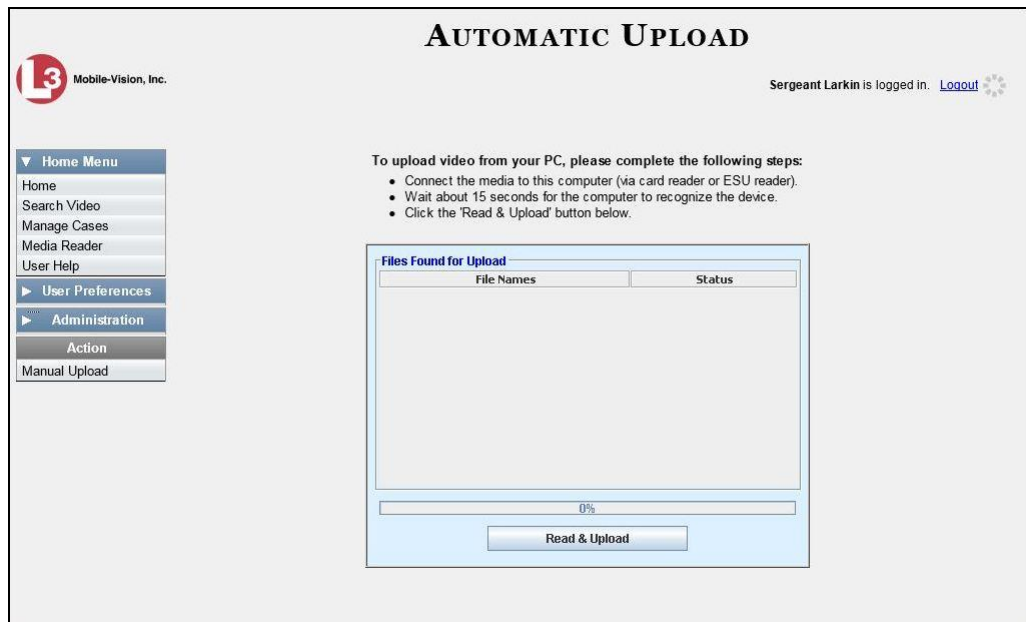 AUTOMATIC UPLOAD
L3 Mobile-Vision, Inc.
Sergeant Larkin is logged in. Logout
Home Menu
Home
Search Video
Manage Cases
Media Reader
User Help
User Preferences
Administration
Action
Manual Upload
To upload video from your PC, please complete the following steps:
• Connect the media to this computer (via card reader or ESU reader).
• Wait about 15 seconds for the computer to recognize the device.
• Click the 'Read & Upload' button below.
Files Found for Upload
File Names Status
0%
Read & Upload